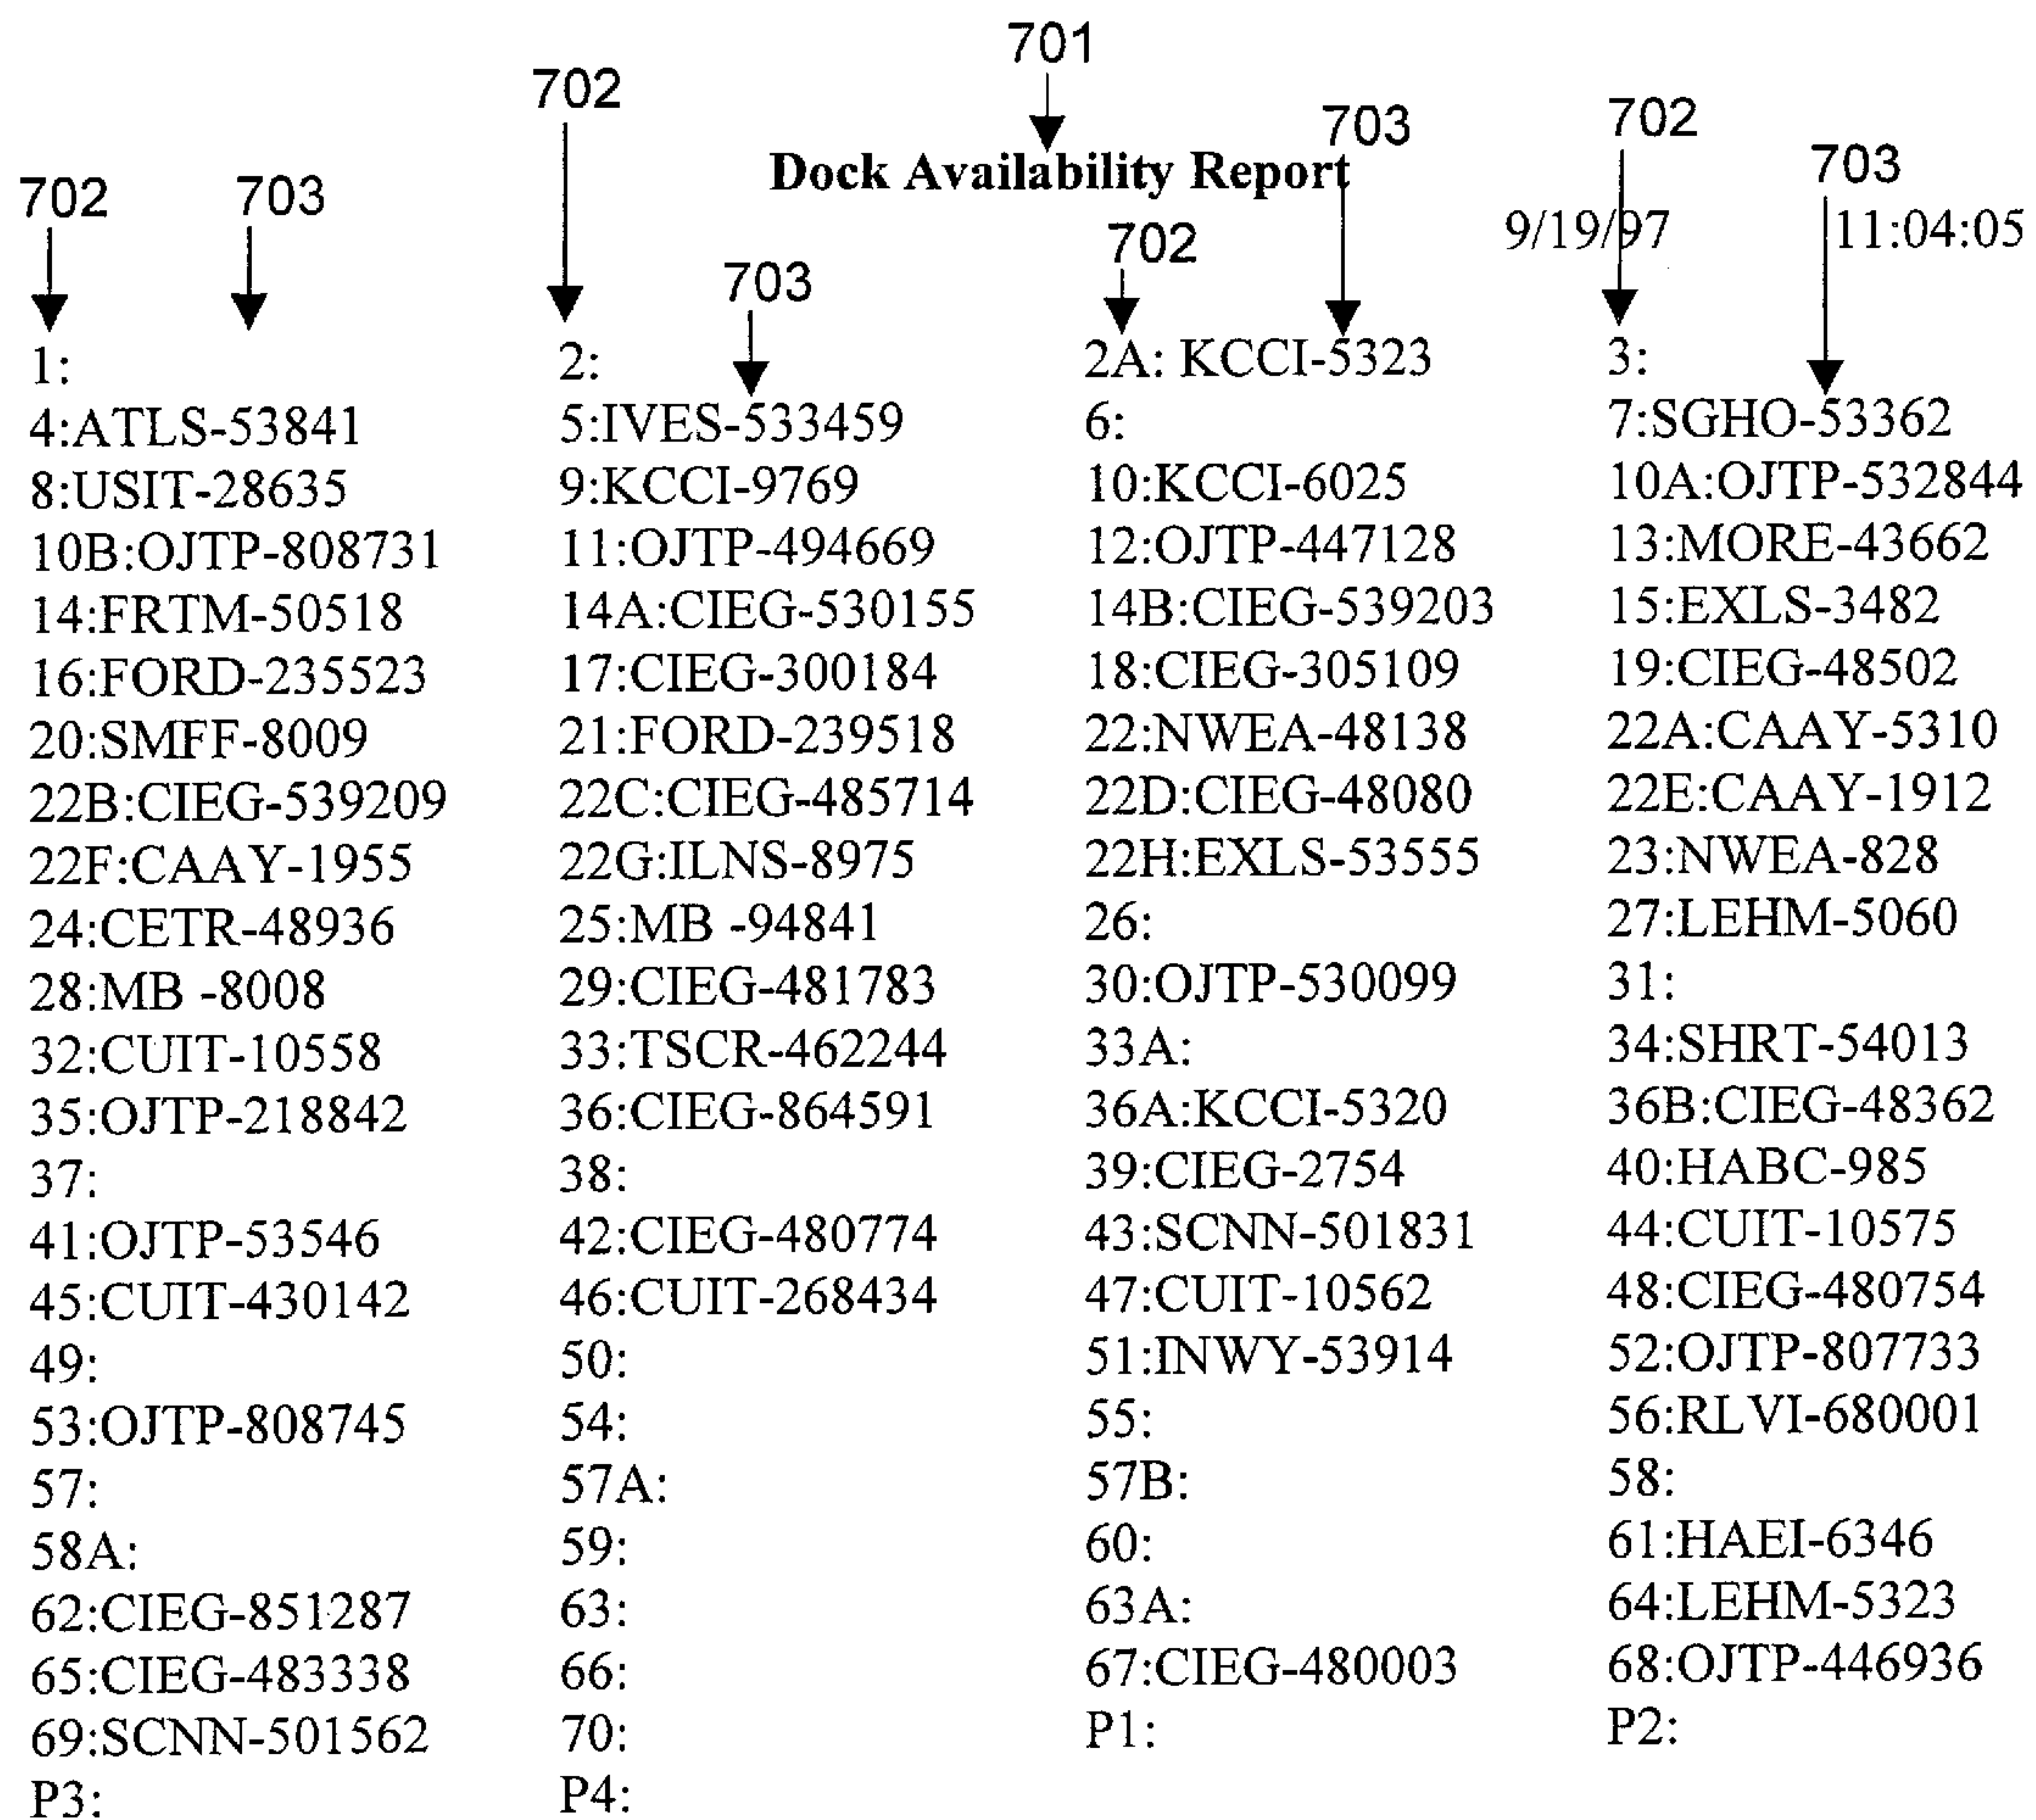 701
702 703 702
Dock Availability Report
702 703 703
9/19/97 11:04:05
702
703
1: 2: 2A: KCCI-5323 3:
4:ATLS-53841 5:IVES-533459 6: 7:SGHO-53362
8:USIT-28635 9:KCCI-9769 10:KCCI-6025 10A:OJTP-532844
10B:OJTP-808731 11:OJTP-494669 12:OJTP-447128 13:MORE-43662
14:FRTM-50518 14A:CIEG-530155 14B:CIEG-539203 15:EXLS-3482
16:FORD-235523 17:CIEG-300184 18:CIEG-305109 19:CIEG-48502
20:SMFF-8009 21:FORD-239518 22:NWEA-48138 22A:CAAY-5310
22B:CIEG-539209 22C:CIEG-485714 22D:CIEG-48080 22E:CAAY-1912
22F:CAAY-1955 22G:ILNS-8975 22H:EXLS-53555 23:NWEA-828
24:CETR-48936 25:MB -94841 26: 27:LEHM-5060
28:MB -8008 29:CIEG-481783 30:OJTP-530099 31:
32:CUIT-10558 33:TSCR-462244 33A: 34:SHRT-54013
35:OJTP-218842 36:CIEG-864591 36A:KCCI-5320 36B:CIEG-48362
37: 38: 39:CIEG-2754 40:HABC-985
41:OJTP-53546 42:CIEG-480774 43:SCNN-501831 44:CUIT-10575
45:CUIT-430142 46:CUIT-268434 47:CUIT-10562 48:CIEG-480754
49: 50: 51:INWY-53914 52:OJTP-807733
53:OJTP-808745 54: 55: 56:RLVI-680001
57: 57A: 57B: 58:
58A: 59: 60: 61:HAEI-6346
62:CIEG-851287 63: 63A: 64:LEHM-5323
65:CIEG-483338 66: 67:CIEG-480003 68:OJTP-446936
69:SCNN-501562 70: P1: P2:
P3: P4: